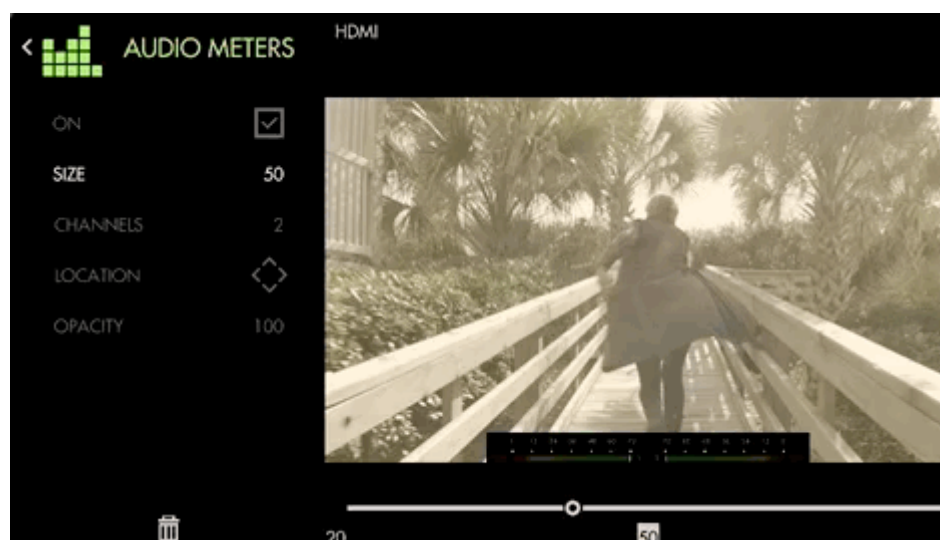 AUDIO METERS
HDMI
ON
SIZE 50
CHANNELS 2
LOCATION
OPACITY 100
20
50